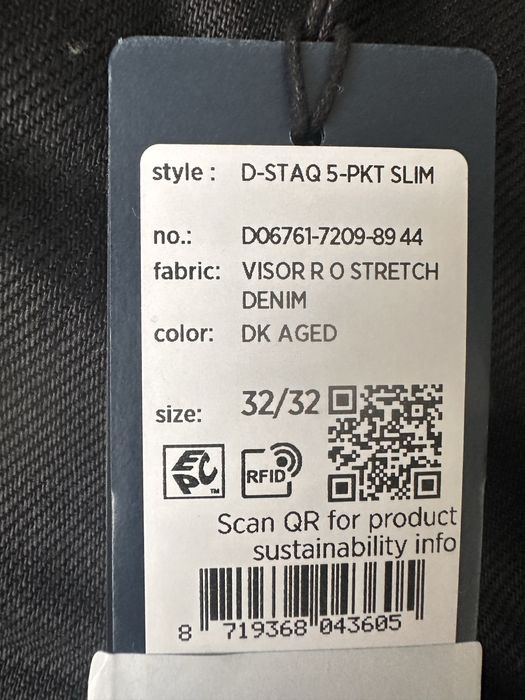 style : D-STAQ 5-PKT SLIM
no.: D06761-7209-89 44
fabric: VISOR R O STRETCH
DENIM
color: DK AGED
size: 32/32
EPC TM RFID
Scan QR for product
sustainability info
8 719368 043605